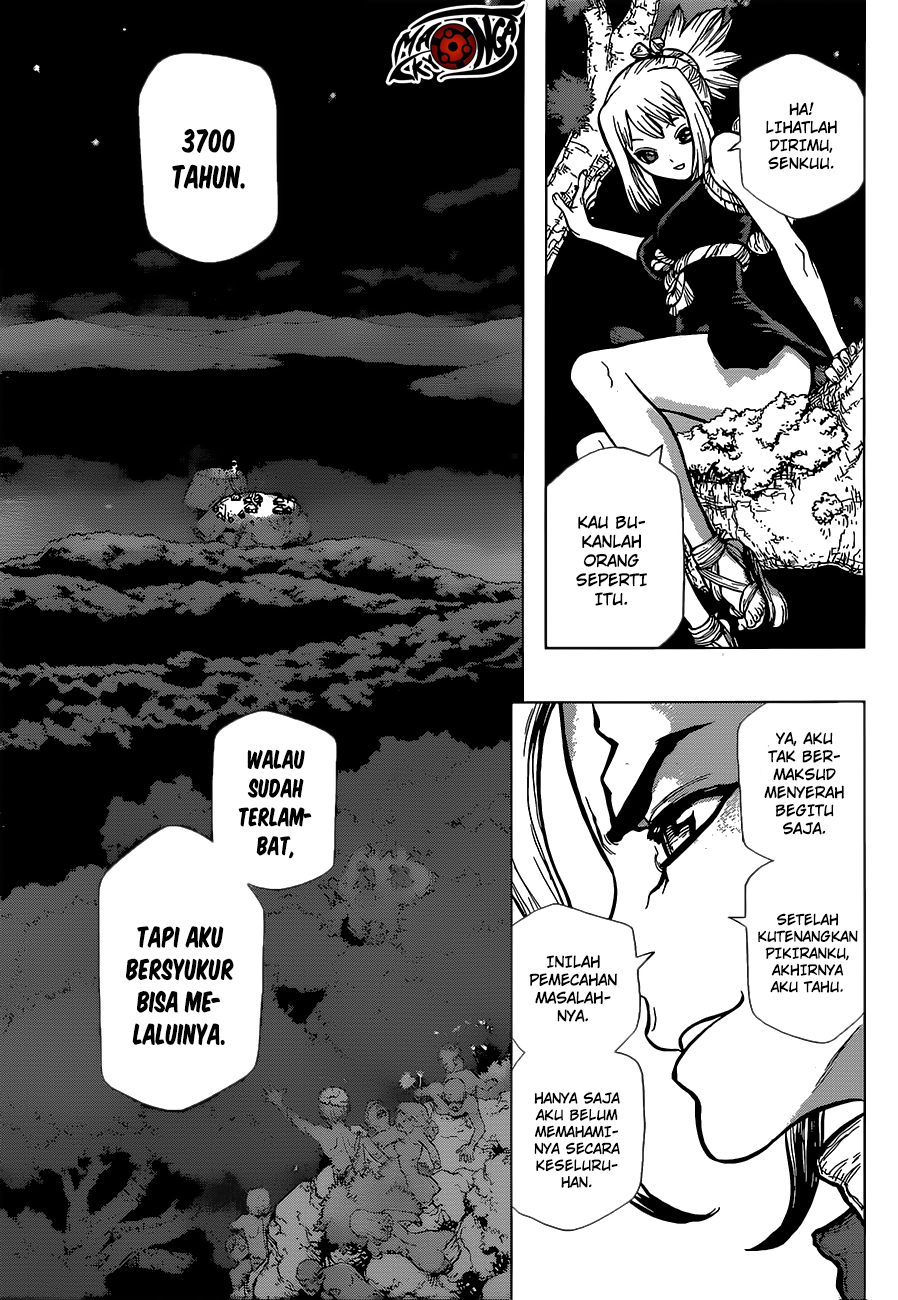 MANGA
CKY
HA!
LIHATLAH
DIRIMU,
SENKUU.
KAU BU-
KANLAH
ORANG
SEPERTI
ITU.
YA, AKU
TAK BER-
MAKSUD
MENYERAH
BEGITU
SAJA.
SETELAH
KUTENANGKAN
PIKIRANKU,
AKHIRNYA
AKU TAHU.
INILAH
PEMECAHAN
MASALAH-
NYA.
HANYA SAJA
AKU BELUM
MEMAHAMI-
NYA SECARA
KESELURU-
HAN.
3700
TAHUN.
WALAU
SUDAH
TERLAM-
BAT,
TAPI AKU
BERSYUKUR
BISA ME-
LALUINYA.